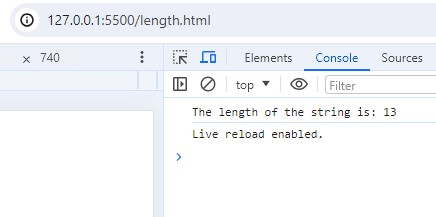 127.0.0.1:5500/length.html
× 740
Elements Console Sources
top Filter
The length of the string is: 13
Live reload enabled.